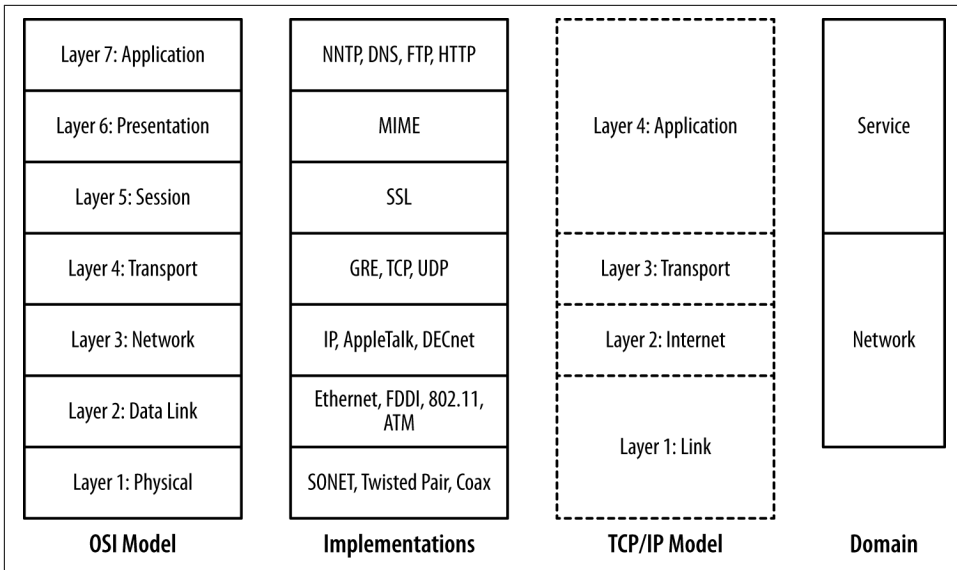 Layer 7: Application
Layer 6: Presentation
Layer 5: Session
Layer 4: Transport
Layer 3: Network
Layer 2: Data Link
Layer 1: Physical
OSI Model
NNTP, DNS, FTP, HTTP
MIME
SSL
GRE, TCP, UDP
IP, AppleTalk, DECnet
Ethernet, FDDI, 802.11,
ATM
SONET, Twisted Pair, Coax
Implementations
Layer 4: Application
Layer 3: Transport
Layer 2: Internet
Layer 1: Link
TCP/IP Model
Service
Network
Domain